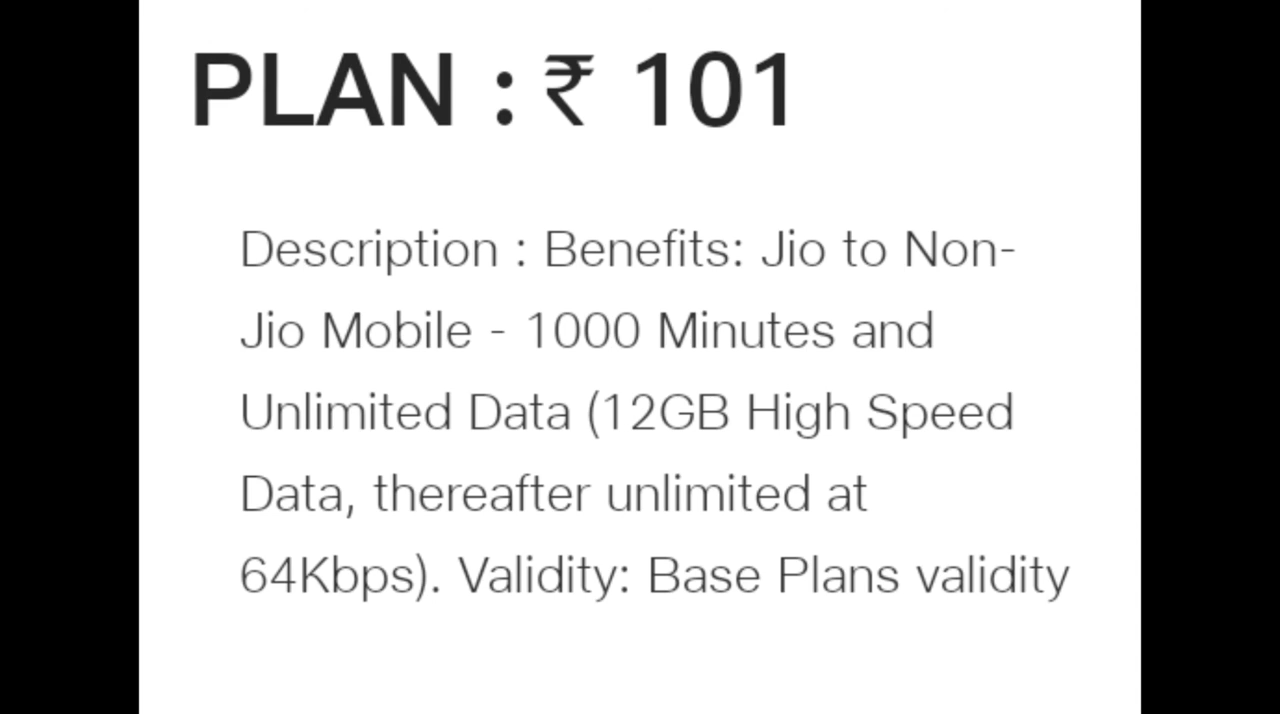 PLAN : ₹ 101
Description : Benefits: Jio to Non-
Jio Mobile - 1000 Minutes and
Unlimited Data (12GB High Speed
Data, thereafter unlimited at
64Kbps). Validity: Base Plans validity